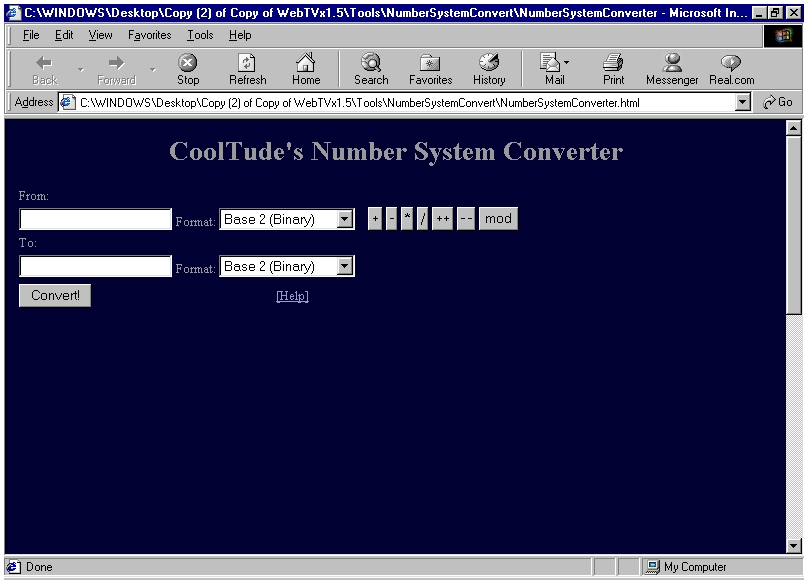 C:\WINDOWS\Desktop\Copy (2) of Copy of WebTVx1.5\Tools\NumberSystemConvert\NumberSystemConverter - Microsoft In...
File Edit View Favorites Tools Help
Back Forward Stop Refresh Home Search Favorites History Mail Print Messenger Real.com
Address C:\WINDOWS\Desktop\Copy (2) of Copy of WebTVx1.5\Tools\NumberSystemConvert\NumberSystemConverter.html Go
CoolTude's Number System Converter
From:
Format: Base 2 (Binary) + - * / ++ -- mod
To:
Format: Base 2 (Binary)
Convert! [Help]
Done My Computer